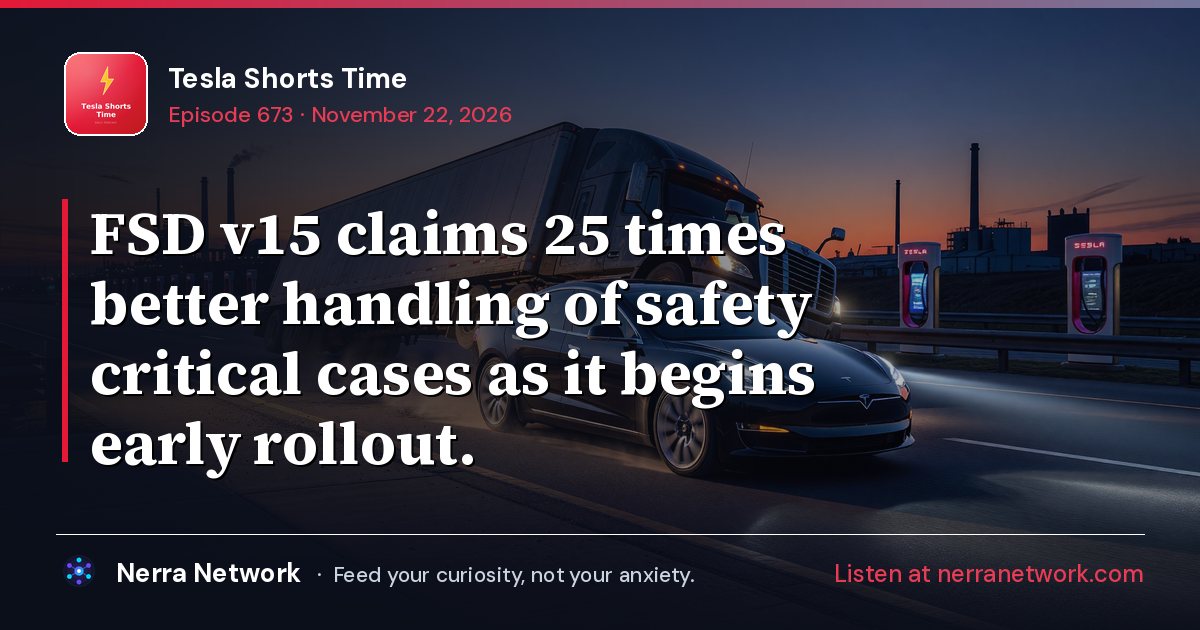 Tesla Shorts Time
Episode 673 · November 22, 2026
Tesla Shorts
Time
FSD v15 claims 25 times
better handling of safety
critical cases as it begins
early rollout.
TESLA
Nerra Network · Feed your curiosity, not your anxiety.
Listen at nerranetwork.com